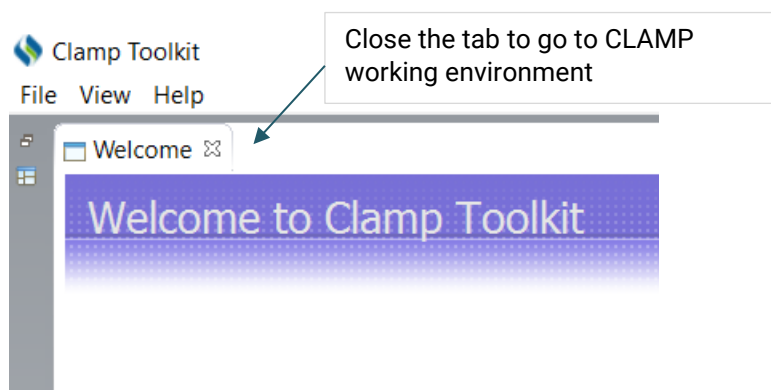 Clamp Toolkit
Close the tab to go to CLAMP
working environment
File View Help
Welcome
Welcome to Clamp Toolkit